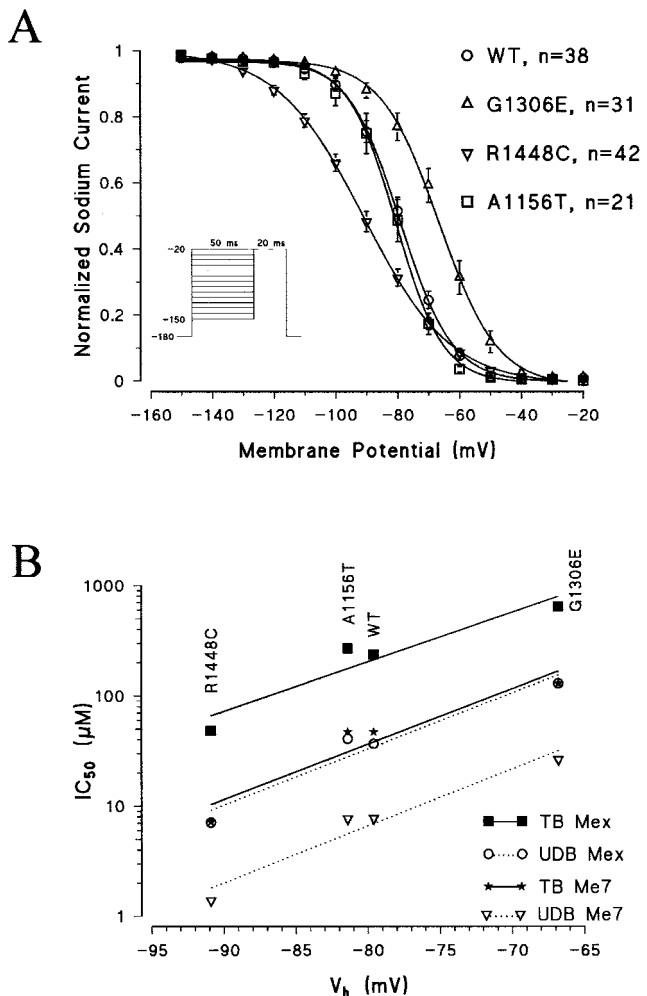 A
Normalized Sodium Current
1
0.8
0.6
0.4
0.2
0
WT, n=38
G1306E, n=31
R1448C, n=42
A1156T, n=21
50 ms
20 ms
-20
-150
-180
-160
-140
-120
-100
-80
-60
-40
-20
Membrane Potential (mV)
B
IC50 (μM)
1000
100
10
1
R1448C
A1156T
WT
G1306E
TB Mex
UDB Mex
TB Me7
UDB Me7
-95
-90
-85
-80
-75
-70
-65
Vh (mV)